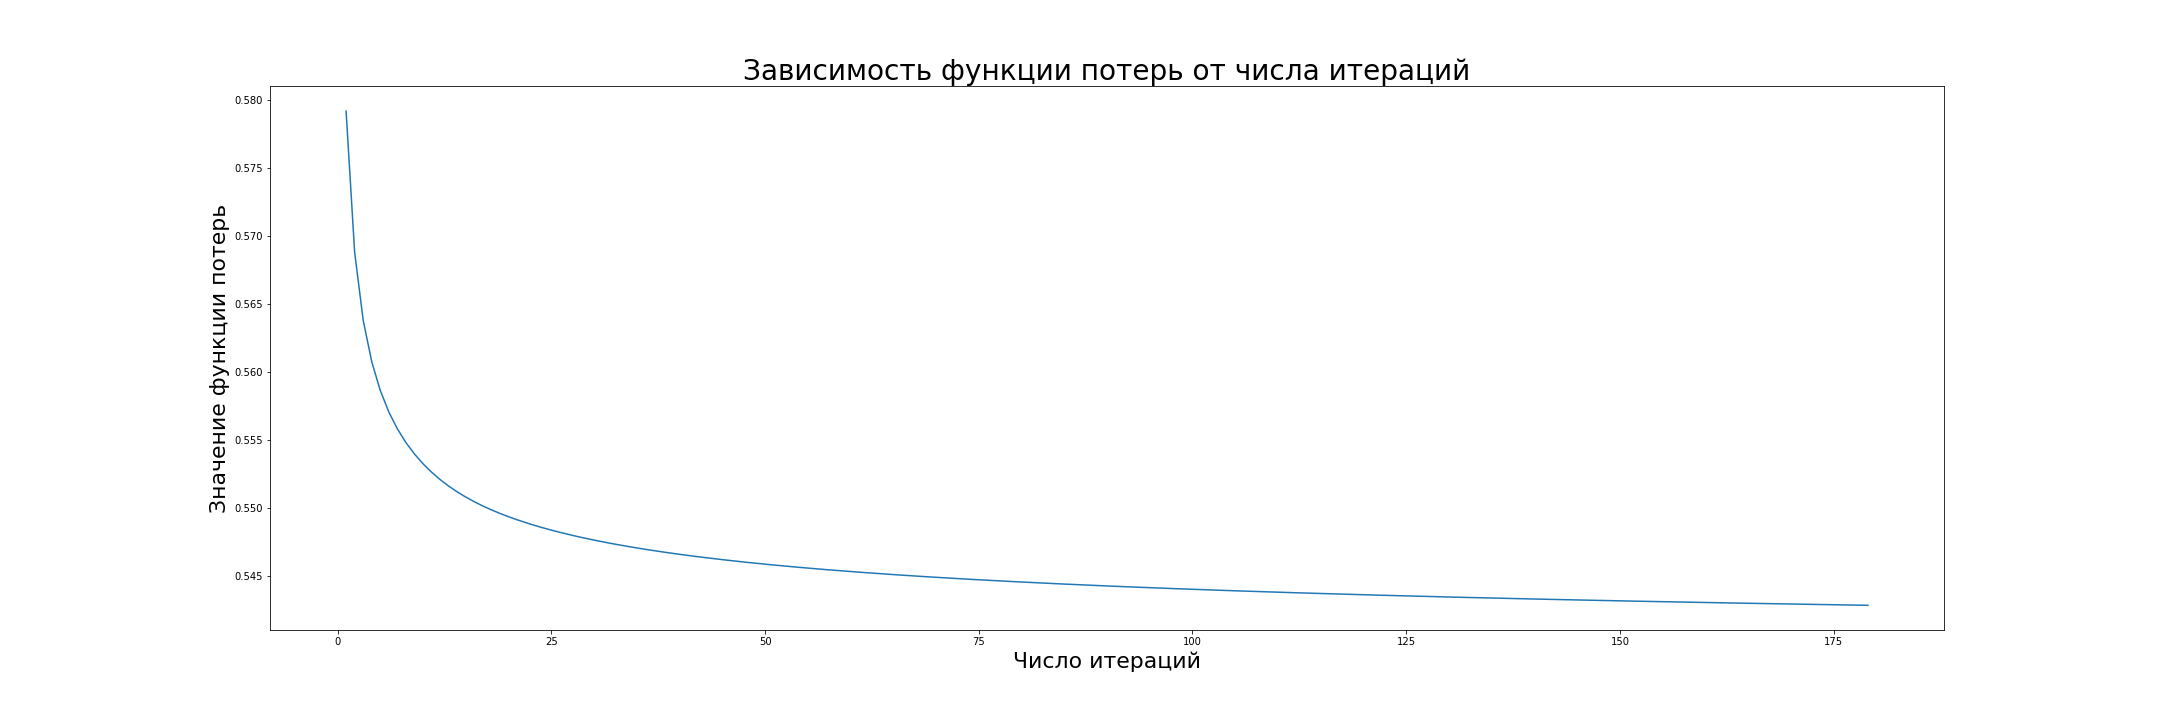 Зависимость функции потерь от числа итераций
Значение функции потерь
0.580
0.575
0.570
0.565
0.560
0.555
0.550
0.545
0 25 50 75 100 125 150 175
Число итераций